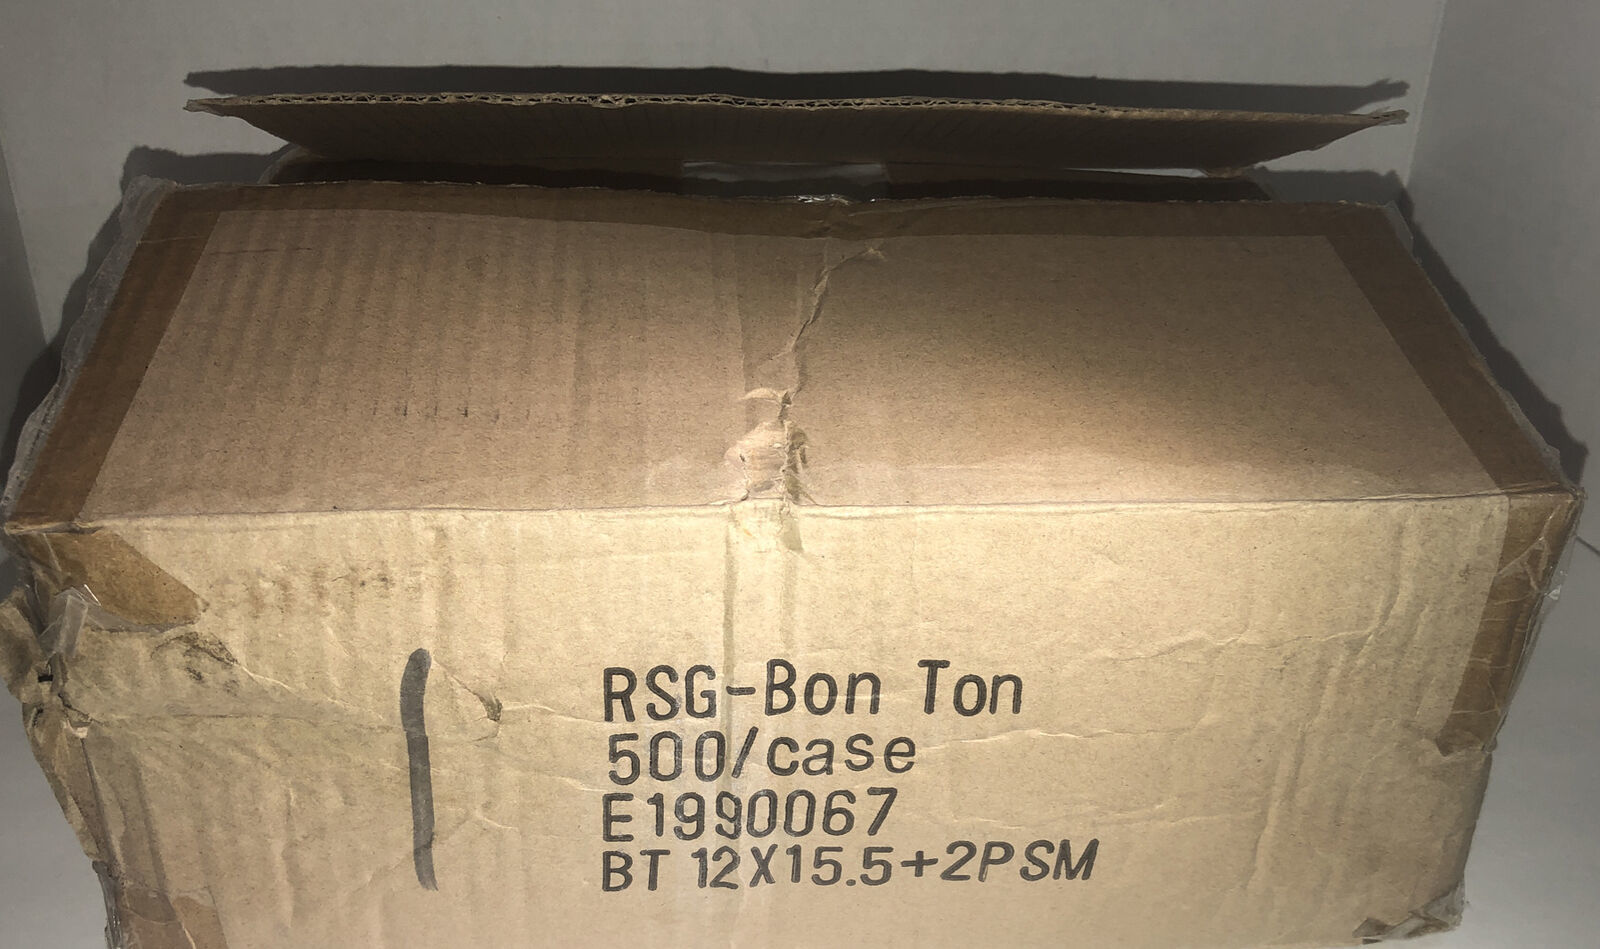 RSG-Bon Ton
500/case
E1990067
BT 12X15.5+2PSM